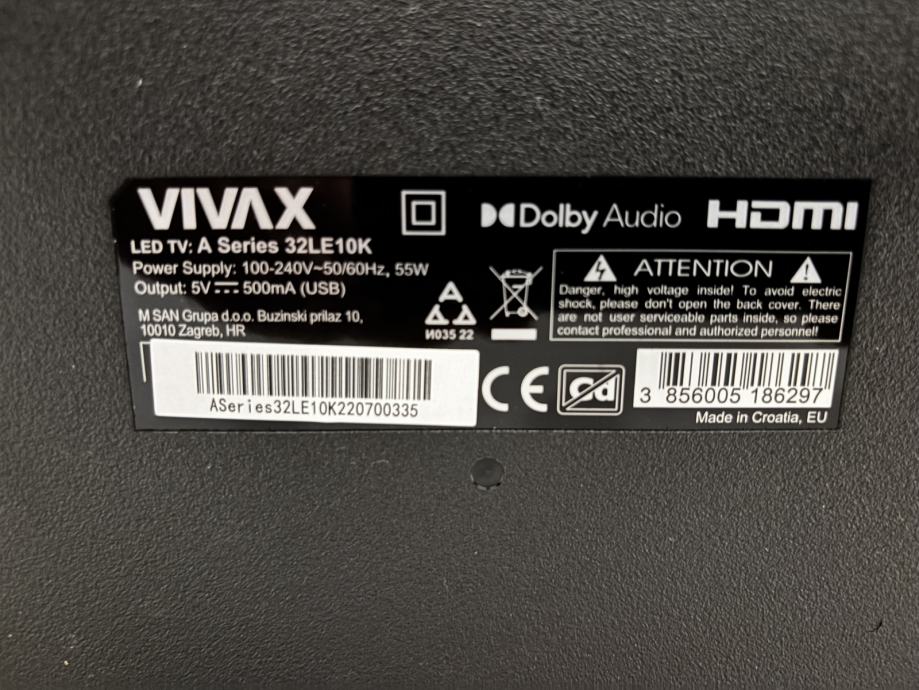 VIVAX
Dolby Audio
HDMI
LED TV: A Series 32LE10K
Power Supply: 100-240V~50/60Hz, 55W
Output: 5V⎓500mA (USB)
M SAN Grupa d.o.o. Buzinski prilaz 10,
10010 Zagreb, HR
AAA
И035 22
ATTENTION
Danger, high voltage inside! To avoid electric
shock, please don't open the back cover. There
are not user serviceable parts inside, so please
contact professional and authorized personnel!
ASeries32LE10K220700335
CE
Cd
3 856005 186297
Made in Croatia, EU